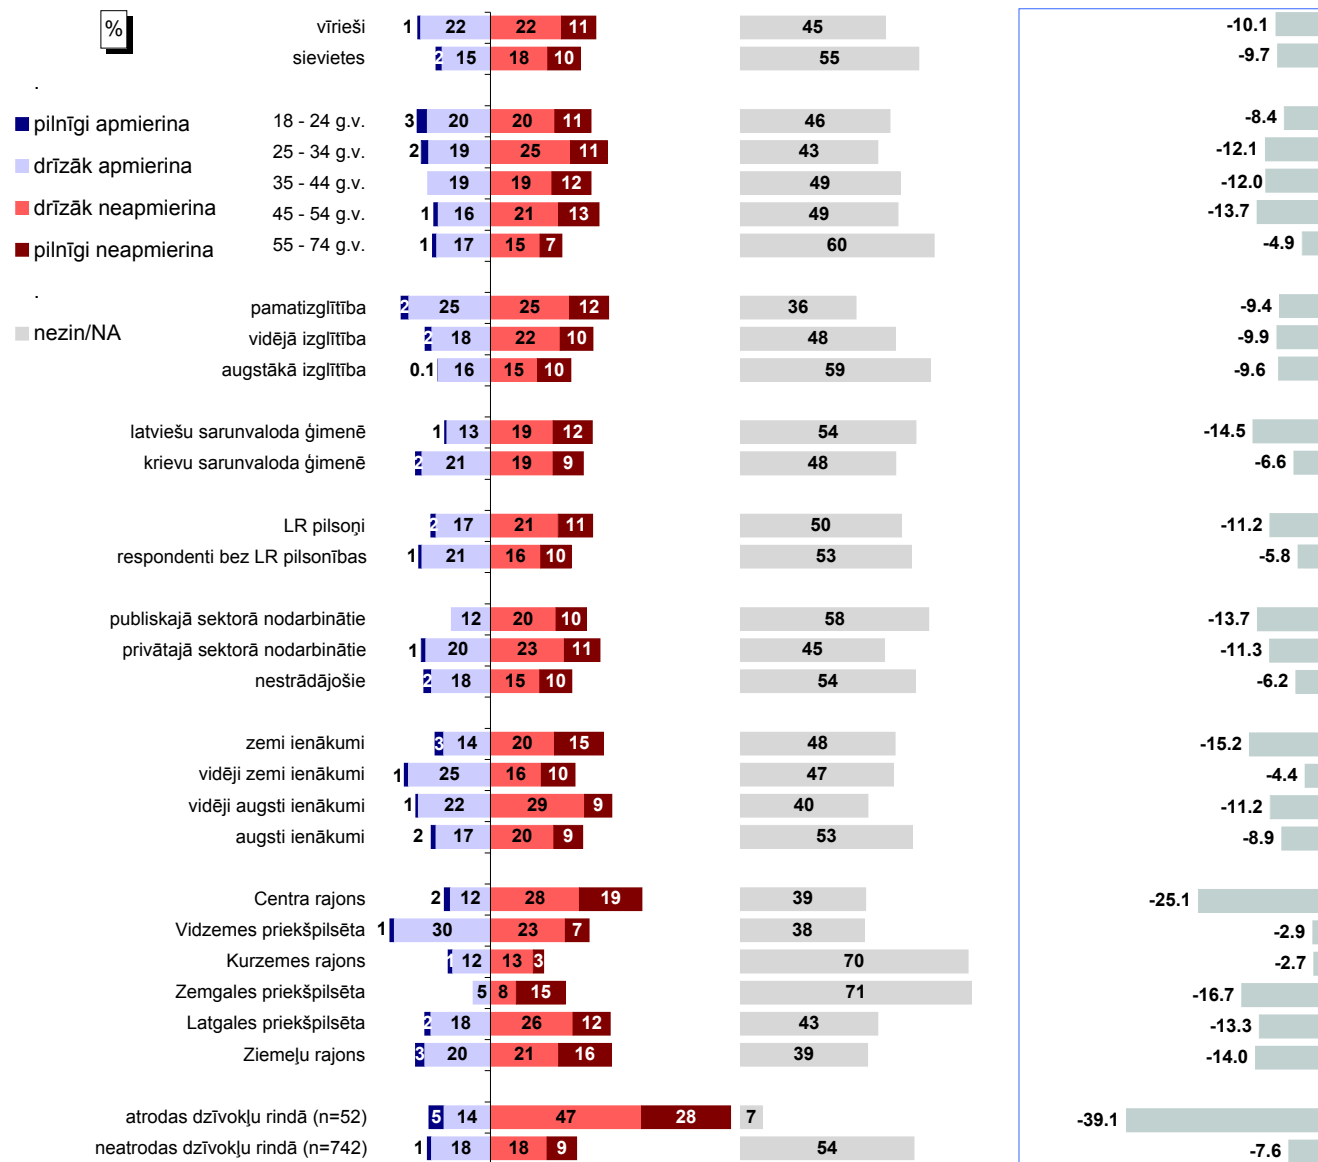 %
vīrieši 1 22 22 11 45 -10.1
sievietes 2 15 18 10 55 -9.7
.
pilnīgi apmierina
drīzāk apmierina
drīzāk neapmierina
pilnīgi neapmierina
.
nezin/NA
18 - 24 g.v. 3 20 20 11 46 -8.4
25 - 34 g.v. 2 19 25 11 43 -12.1
35 - 44 g.v. 19 19 12 49 -12.0
45 - 54 g.v. 1 16 21 13 49 -13.7
55 - 74 g.v. 1 17 15 7 60 -4.9
pamatizglītība 2 25 25 12 36 -9.4
vidējā izglītība 2 18 22 10 48 -9.9
augstākā izglītība 0.1 16 15 10 59 -9.6
latviešu sarunvaloda ģimenē 1 13 19 12 54 -14.5
krievu sarunvaloda ģimenē 2 21 19 9 48 -6.6
LR pilsoņi 2 17 21 11 50 -11.2
respondenti bez LR pilsonības 1 21 16 10 53 -5.8
publiskajā sektorā nodarbinātie 12 20 10 58 -13.7
privātajā sektorā nodarbinātie 1 20 23 11 45 -11.3
nestrādājošie 2 18 15 10 54 -6.2
zemi ienākumi 3 14 20 15 48 -15.2
vidēji zemi ienākumi 1 25 16 10 47 -4.4
vidēji augsti ienākumi 1 22 29 9 40 -11.2
augsti ienākumi 2 17 20 9 53 -8.9
Centra rajons 2 12 28 19 39 -25.1
Vidzemes priekšpilsēta 1 30 23 7 38 -2.9
Kurzemes rajons 1 12 13 3 70 -2.7
Zemgales priekšpilsēta 5 8 15 71 -16.7
Latgales priekšpilsēta 2 18 26 12 43 -13.3
Ziemeļu rajons 3 20 21 16 39 -14.0
atrodas dzīvokļu rindā (n=52) 5 14 47 28 7 -39.1
neatrodas dzīvokļu rindā (n=742) 1 18 18 9 54 -7.6